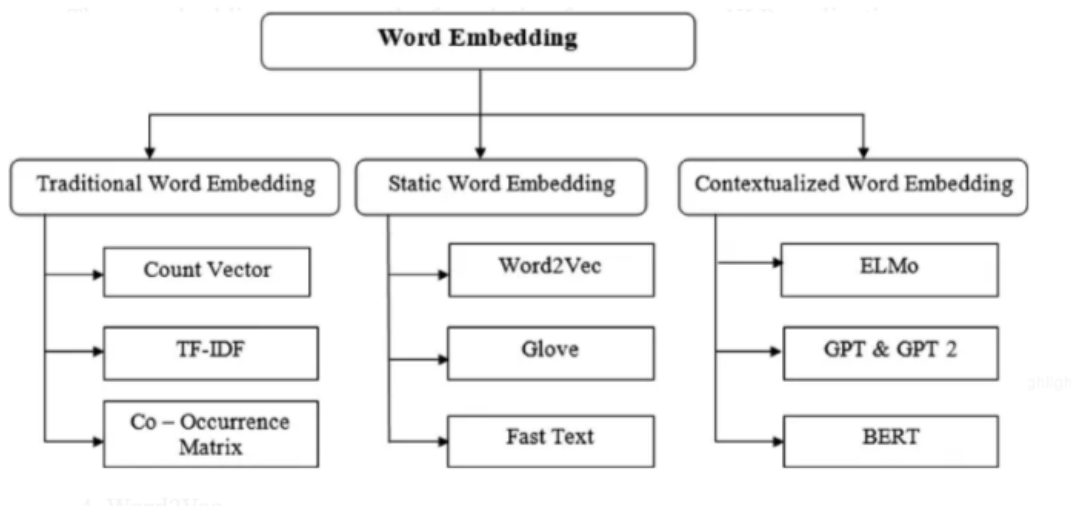 Word Embedding
Traditional Word Embedding
Static Word Embedding
Contextualized Word Embedding
Count Vector
Word2Vec
ELMo
TF-IDF
Glove
GPT & GPT 2
Co – Occurrence
Matrix
Fast Text
BERT